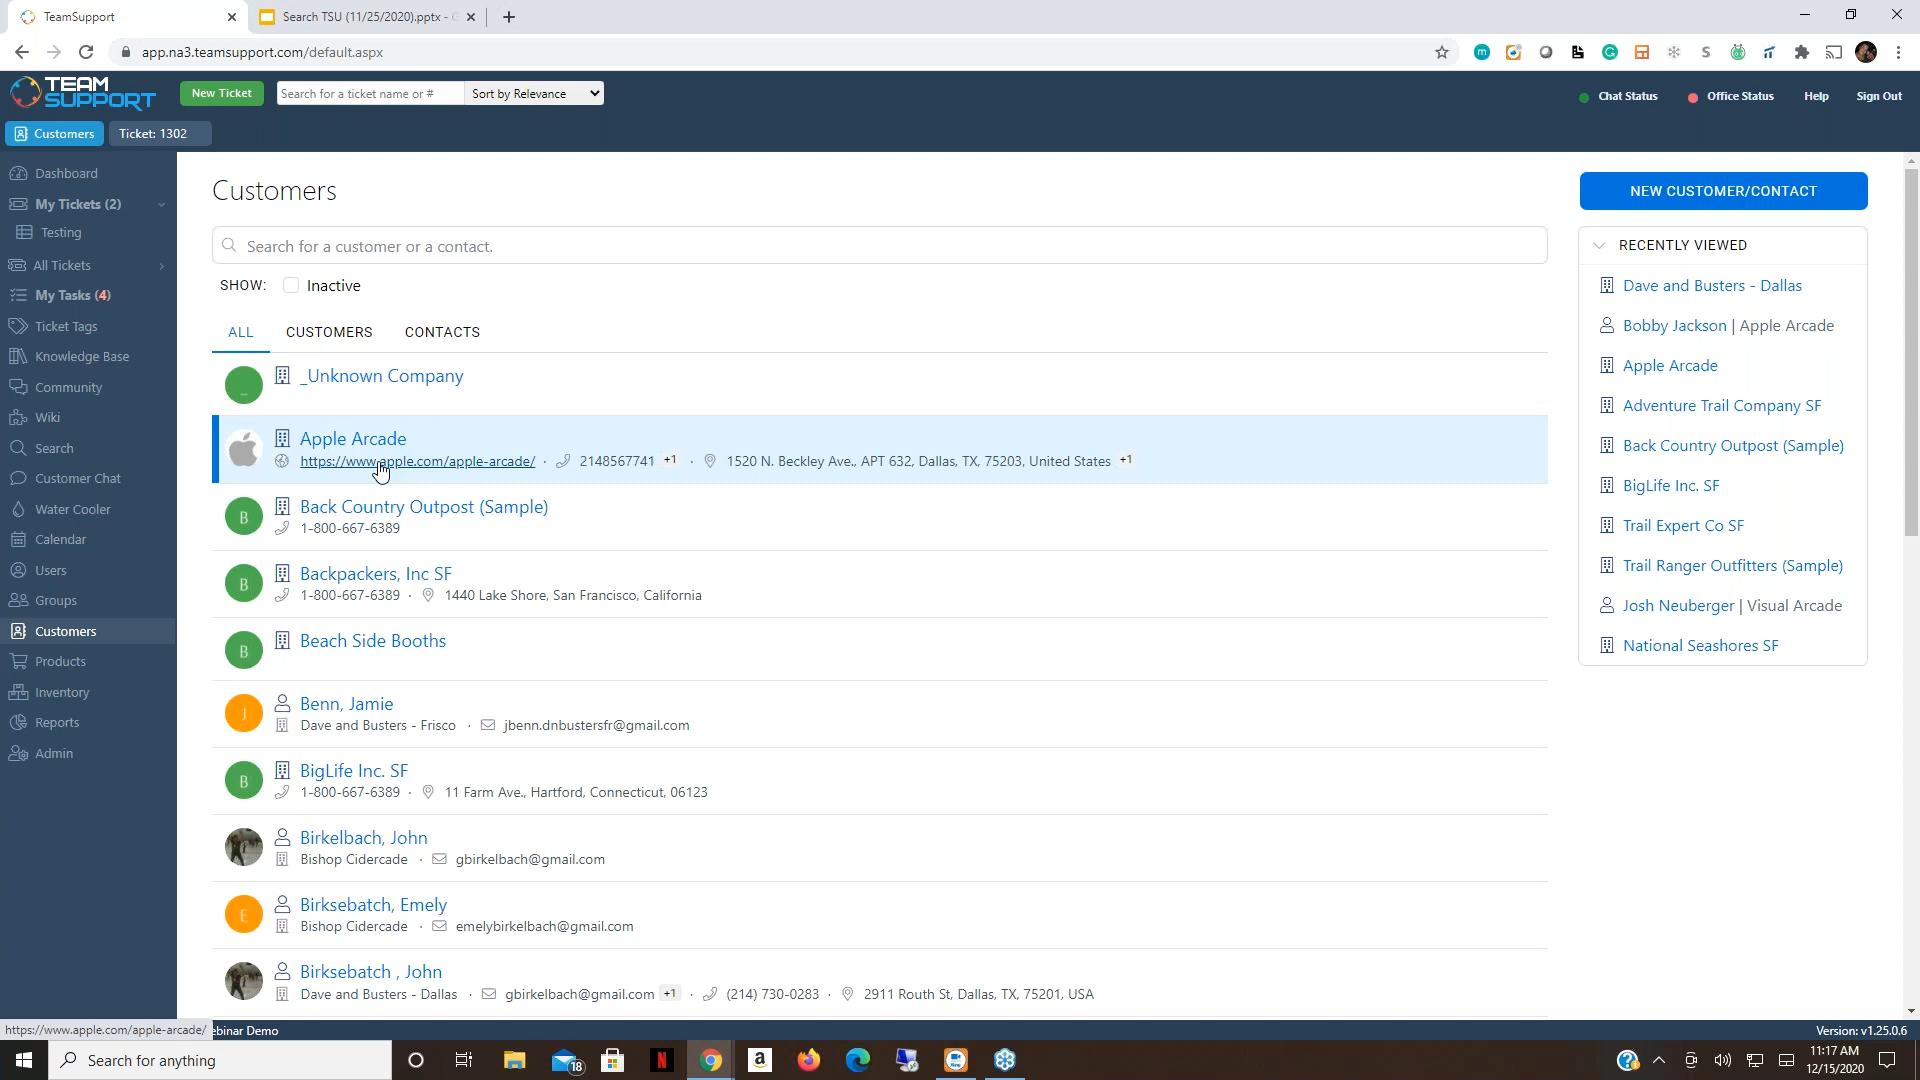 TeamSupport
Search TSU (11/25/2020).pptx - G
app.na3.teamsupport.com/default.aspx
TEAM
SUPPORT
New Ticket
Search for a ticket name or #
Sort by Relevance
Chat Status
Office Status
Help
Sign Out
Customers
Ticket: 1302
Dashboard
My Tickets (2)
Testing
All Tickets
My Tasks (4)
Ticket Tags
Knowledge Base
Community
Wiki
Search
Customer Chat
Water Cooler
Calendar
Users
Groups
Customers
Products
Inventory
Reports
Admin
Customers
Search for a customer or a contact.
SHOW:
Inactive
ALL
CUSTOMERS
CONTACTS
_
_Unknown Company
Apple Arcade
https://www.apple.com/apple-arcade/ · 2148567741 +1 · 1520 N. Beckley Ave., APT 632, Dallas, TX, 75203, United States +1
B
Back Country Outpost (Sample)
1-800-667-6389
B
Backpackers, Inc SF
1-800-667-6389 · 1440 Lake Shore, San Francisco, California
B
Beach Side Booths
J
Benn, Jamie
Dave and Busters - Frisco · jbenn.dnbustersfr@gmail.com
B
BigLife Inc. SF
1-800-667-6389 · 11 Farm Ave., Hartford, Connecticut, 06123
Birkelbach, John
Bishop Cidercade · gbirkelbach@gmail.com
E
Birksebatch, Emely
Bishop Cidercade · emelybirkelbach@gmail.com
Birksebatch , John
Dave and Busters - Dallas · gbirkelbach@gmail.com +1 · (214) 730-0283 · 2911 Routh St, Dallas, TX, 75201, USA
NEW CUSTOMER/CONTACT
RECENTLY VIEWED
Dave and Busters - Dallas
Bobby Jackson | Apple Arcade
Apple Arcade
Adventure Trail Company SF
Back Country Outpost (Sample)
BigLife Inc. SF
Trail Expert Co SF
Trail Ranger Outfitters (Sample)
Josh Neuberger | Visual Arcade
National Seashores SF
https://www.apple.com/apple-arcade/
ebinar Demo
Version: v1.25.0.6
Search for anything
18
11:17 AM
12/15/2020